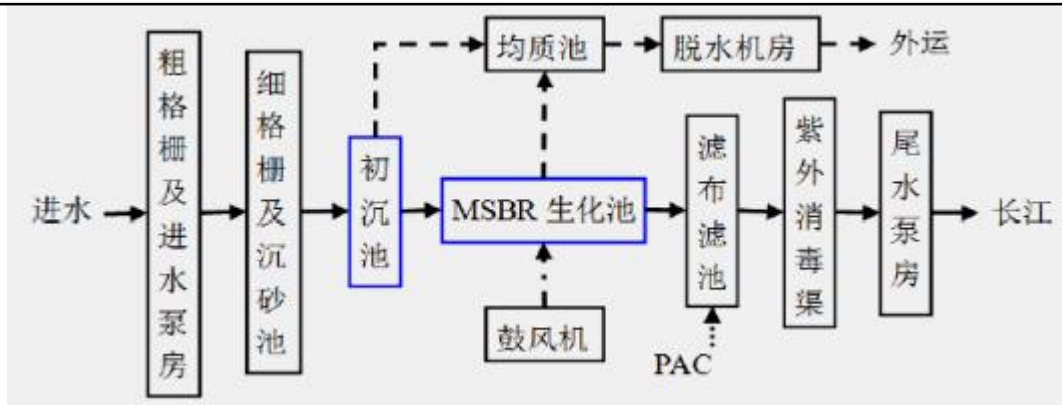 均质池
脱水机房
外运
粗格栅及进水泵房
细格栅及沉砂池
初沉池
进水
MSBR 生化池
滤布滤池
紫外消毒渠
尾水泵房
长江
鼓风机
PAC